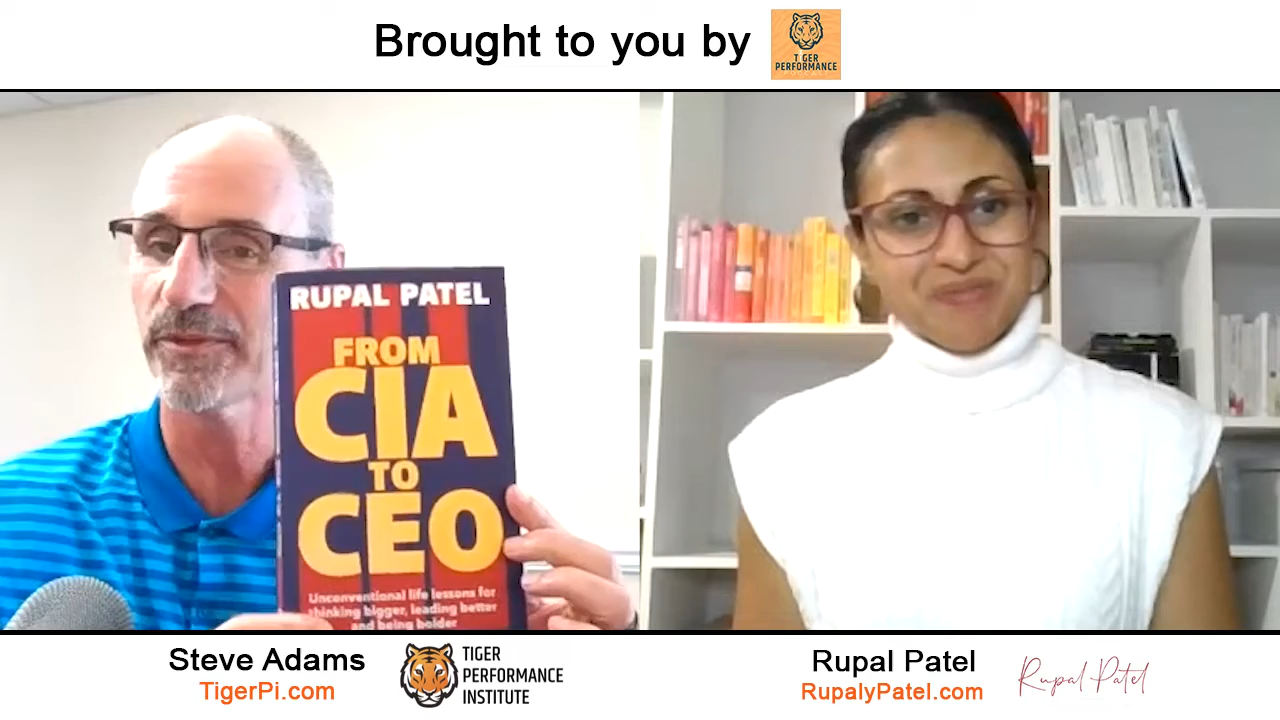 Brought to you by
TIGER
PERFORMANCE
RUPAL PATEL
FROM
CIA
TO
CEO
Unconventional life lessons for
thinking bigger, leading better
and being bolder
Steve Adams
TigerPi.com
TIGER
PERFORMANCE
INSTITUTE
Rupal Patel
RupalyPatel.com
Rupal Patel